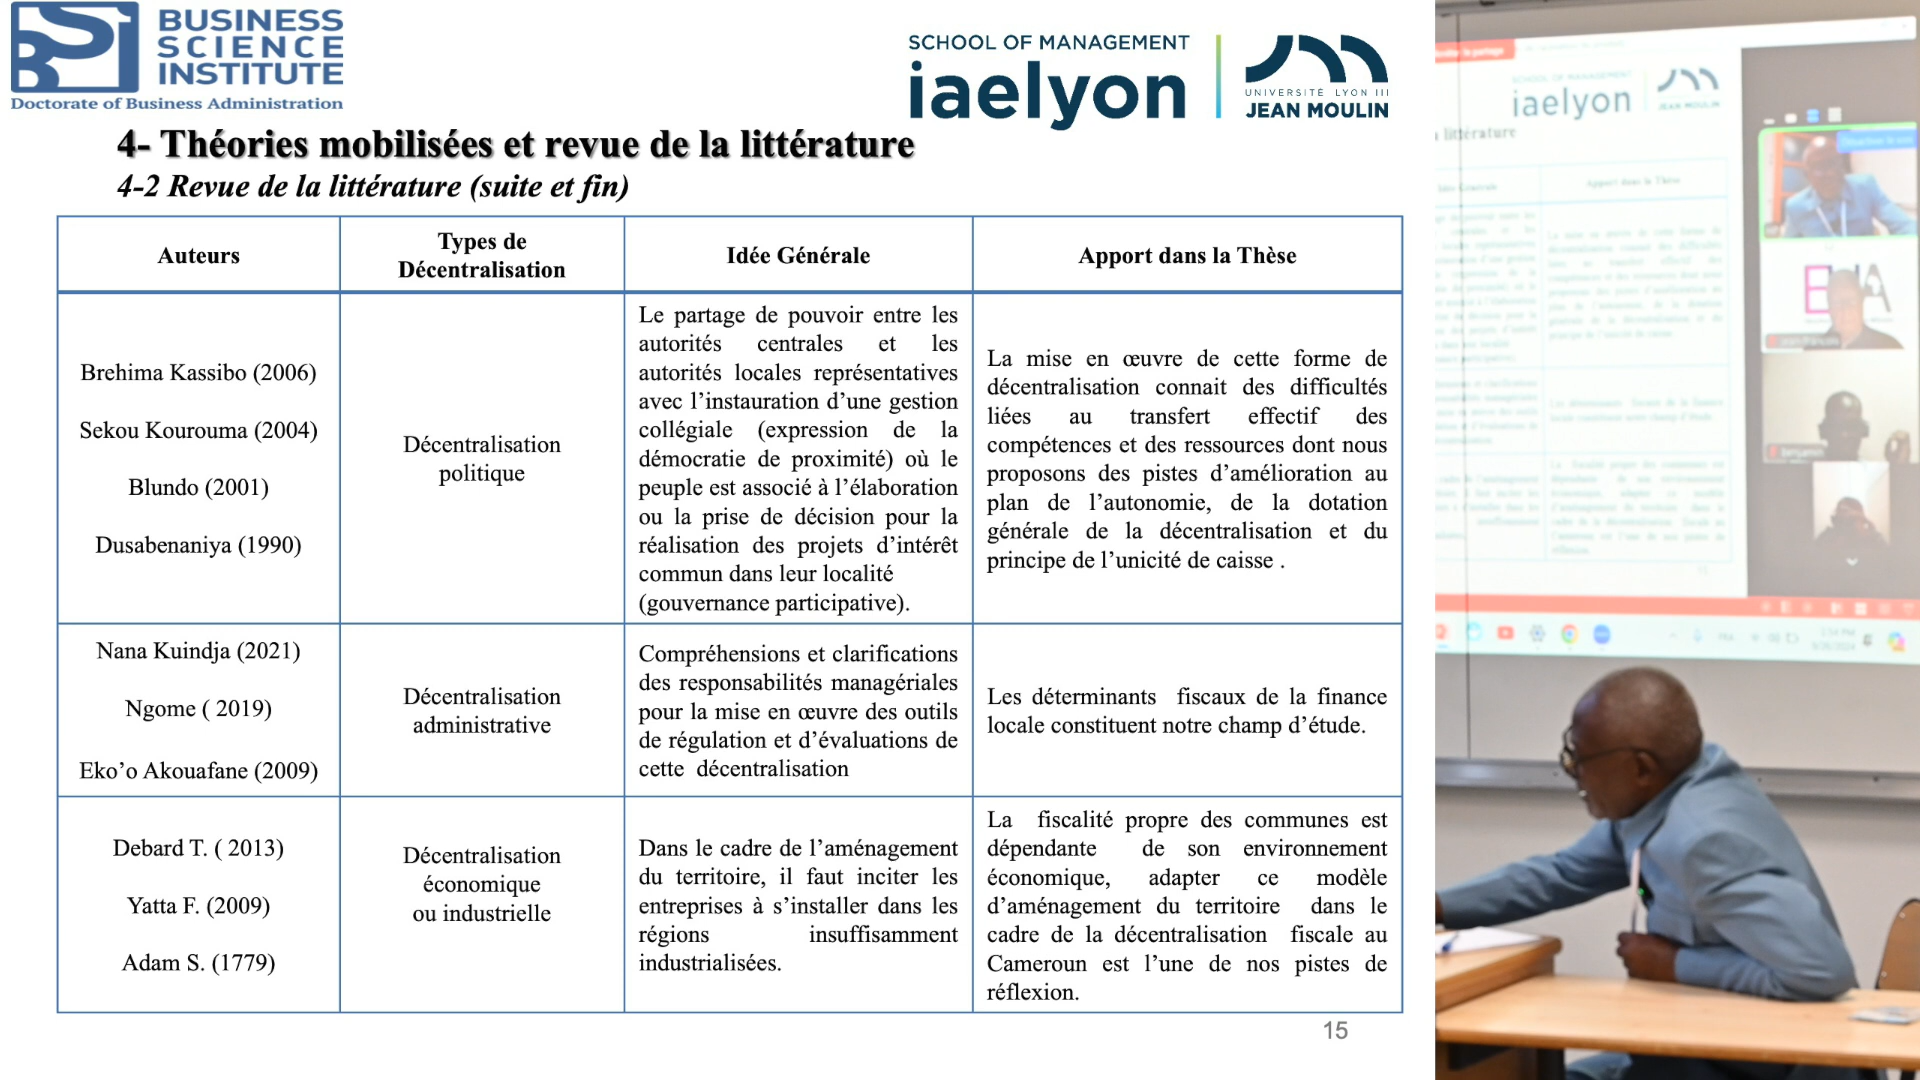 BUSINESS
SCIENCE
INSTITUTE
Doctorate of Business Administration
SCHOOL OF MANAGEMENT
iaelyon
UNIVERSITÉ LYON III
JEAN MOULIN
4- Théories mobilisées et revue de la littérature
4-2 Revue de la littérature (suite et fin)
Auteurs
Types de
Décentralisation
Idée Générale
Apport dans la Thèse
Brehima Kassibo (2006)
Sekou Kourouma (2004)
Blundo (2001)
Dusabenaniya (1990)
Décentralisation
politique
Le partage de pouvoir entre les
autorités centrales et les
autorités locales représentatives
avec l’instauration d’une gestion
collégiale (expression de la
démocratie de proximité) où le
peuple est associé à l’élaboration
ou la prise de décision pour la
réalisation des projets d’intérêt
commun dans leur localité
(gouvernance participative).
La mise en œuvre de cette forme de
décentralisation connait des difficultés
liées au transfert effectif des
compétences et des ressources dont nous
proposons des pistes d’amélioration au
plan de l’autonomie, de la dotation
générale de la décentralisation et du
principe de l’unicité de caisse .
Nana Kuindja (2021)
Ngome ( 2019)
Eko’o Akouafane (2009)
Décentralisation
administrative
Compréhensions et clarifications
des responsabilités managériales
pour la mise en œuvre des outils
de régulation et d’évaluations de
cette décentralisation
Les déterminants fiscaux de la finance
locale constituent notre champ d’étude.
Debard T. ( 2013)
Yatta F. (2009)
Adam S. (1779)
Décentralisation
économique
ou industrielle
Dans le cadre de l’aménagement
du territoire, il faut inciter les
entreprises à s’installer dans les
régions insuffisamment
industrialisées.
La fiscalité propre des communes est
dépendante de son environnement
économique, adapter ce modèle
d’aménagement du territoire dans le
cadre de la décentralisation fiscale au
Cameroun est l’une de nos pistes de
réflexion.
15
SCHOOL OF MANAGEMENT
iaelyon
JEAN MOULIN
littérature
Apport dans la Thèse